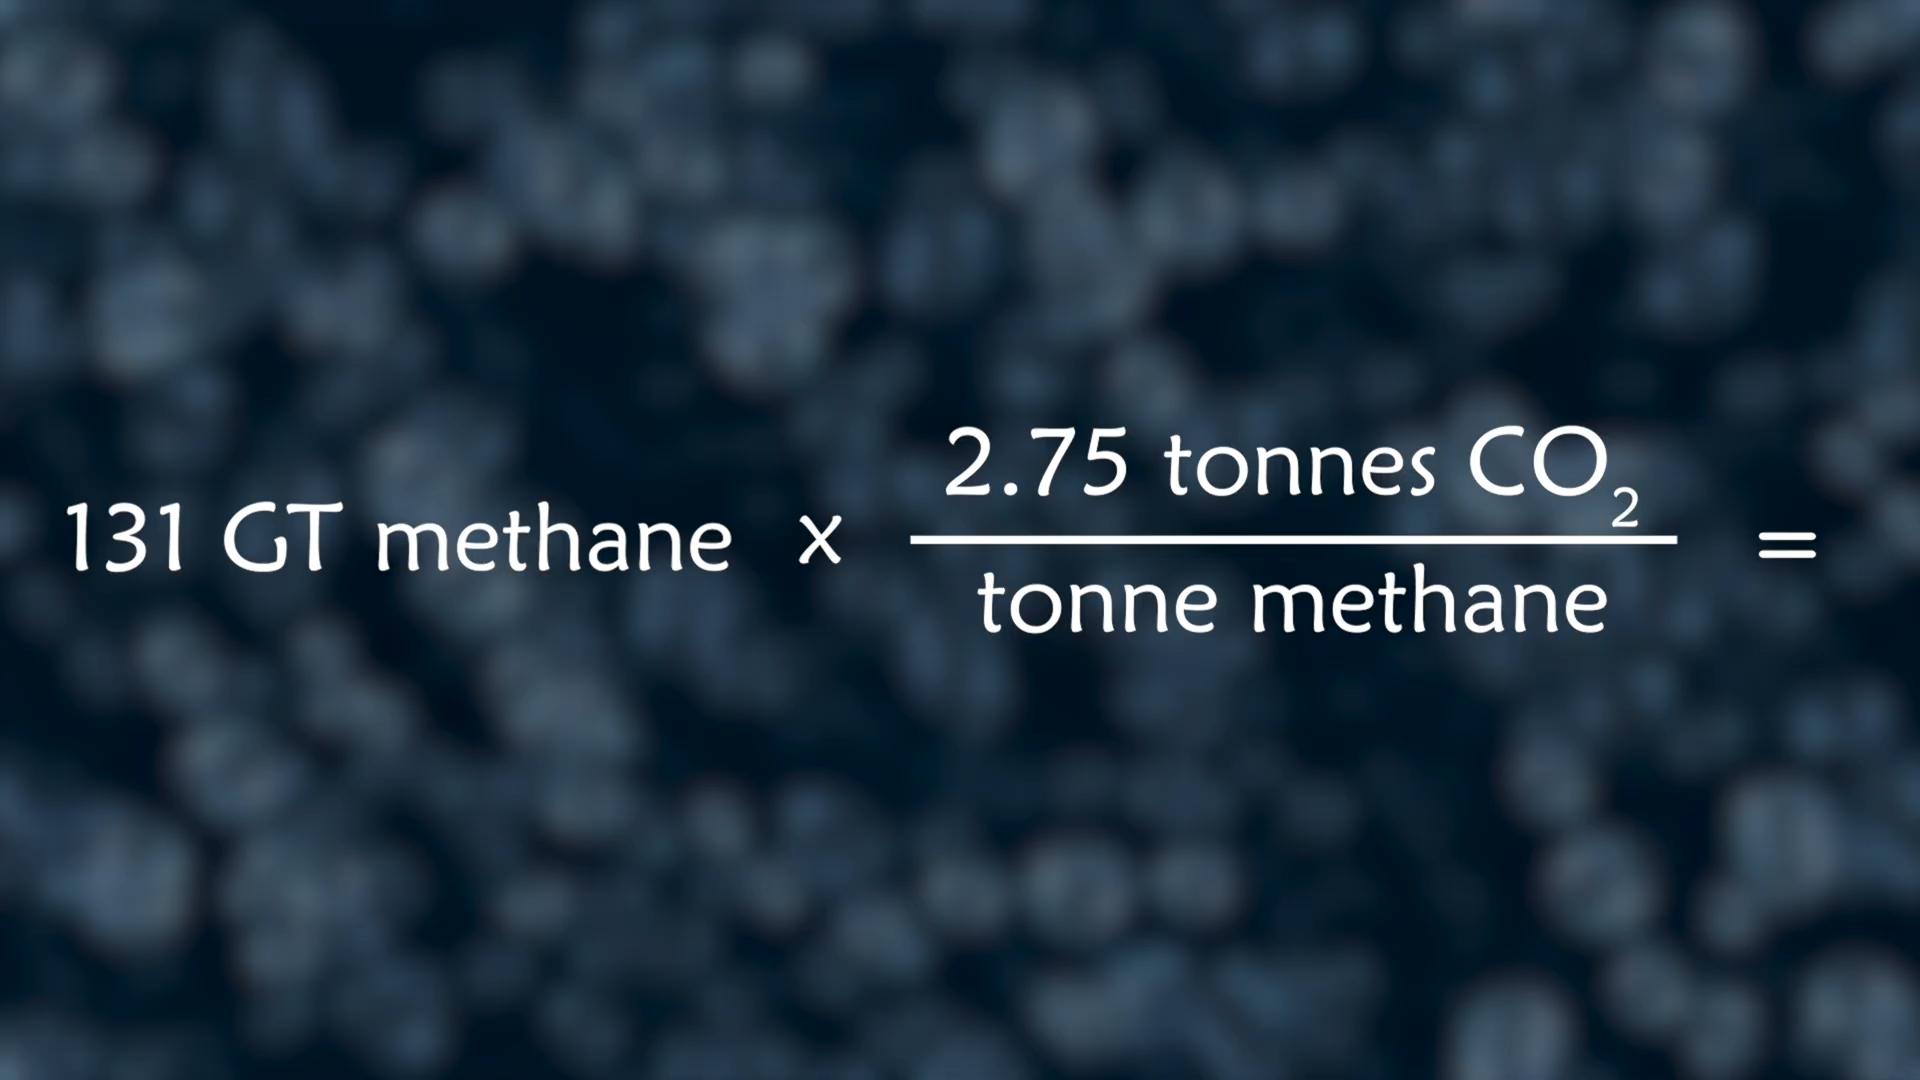 131 GT methane x 2.75 tonnes CO₂ =
tonne methane